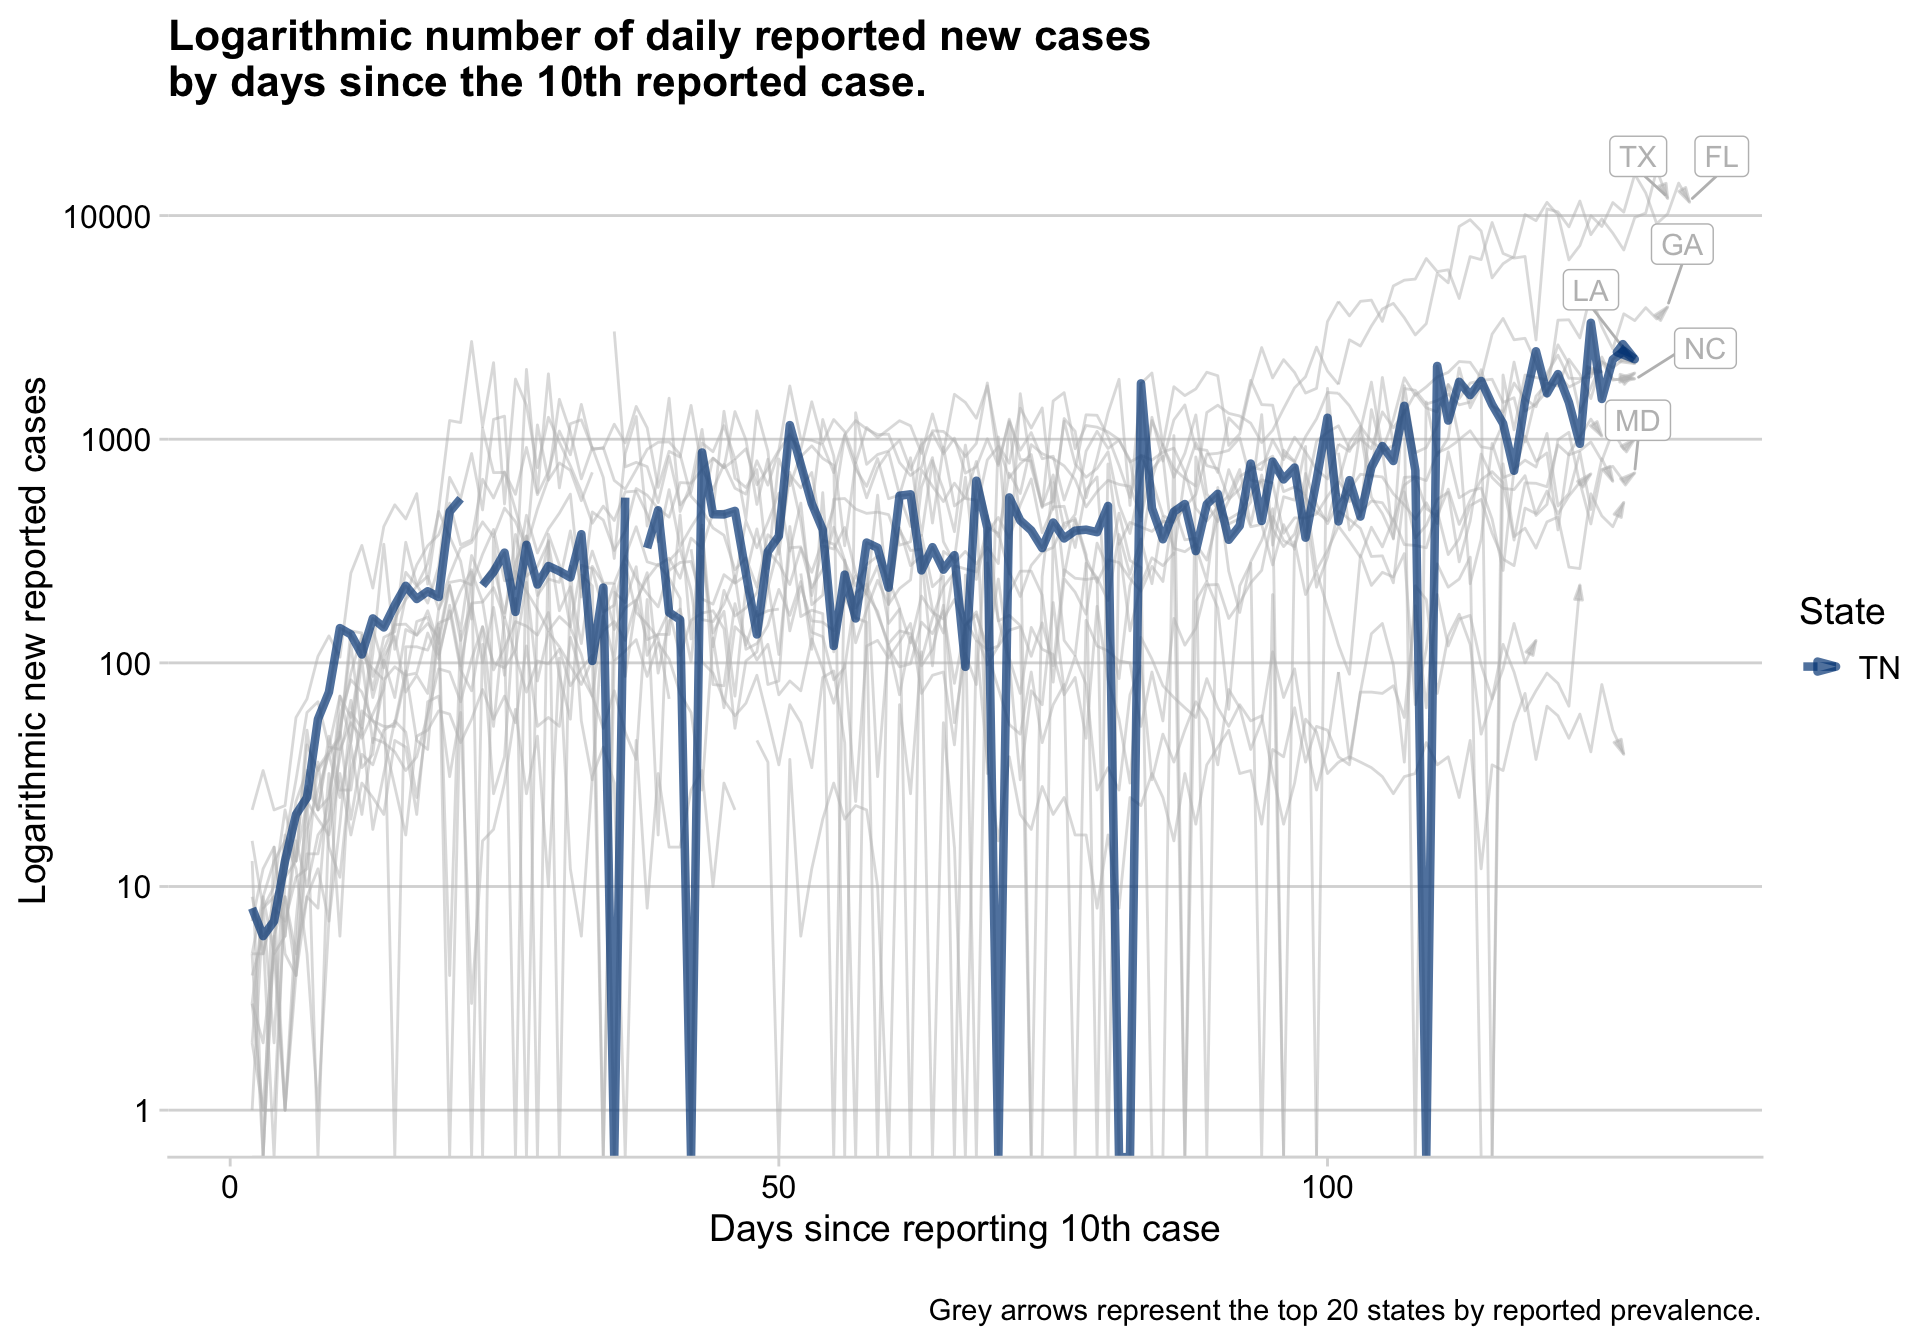 Logarithmic number of daily reported new cases
by days since the 10th reported case.
TX
FL
10000
GA
LA
NC
1000
MD
100
10
1
Logarithmic new reported cases
State
TN
0
50
100
Days since reporting 10th case
Grey arrows represent the top 20 states by reported prevalence.